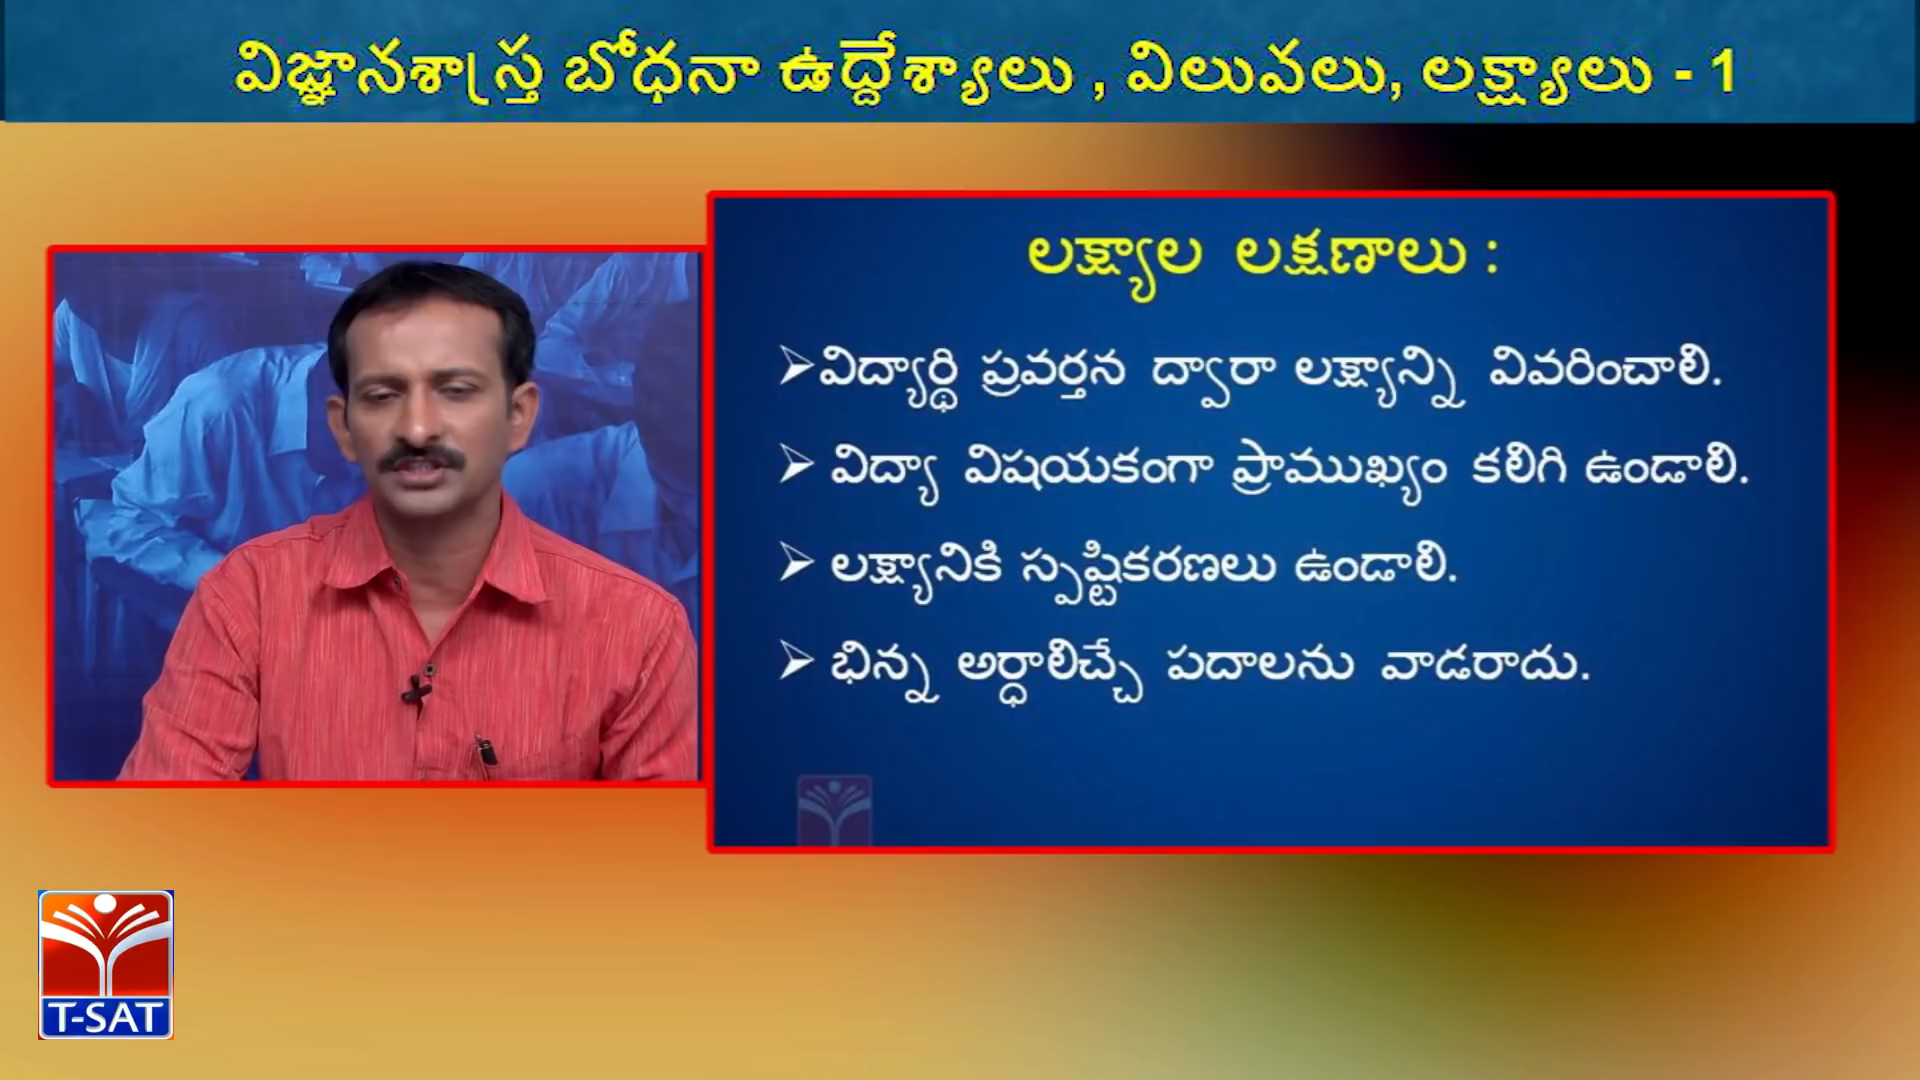 విజ్ఞానశాస్త్ర బోధనా ఉద్దేశ్యాలు , విలువలు, లక్ష్యాలు - 1
లక్ష్యాల లక్షణాలు :
➢విద్యార్థి ప్రవర్తన ద్వారా లక్ష్యాన్ని వివరించాలి.
➢ విద్యా విషయకంగా ప్రాముఖ్యం కలిగి ఉండాలి.
➢ లక్ష్యానికి స్పష్టికరణలు ఉండాలి.
➢ భిన్న అర్ధాలిచ్చే పదాలను వాడరాదు.
T-SAT